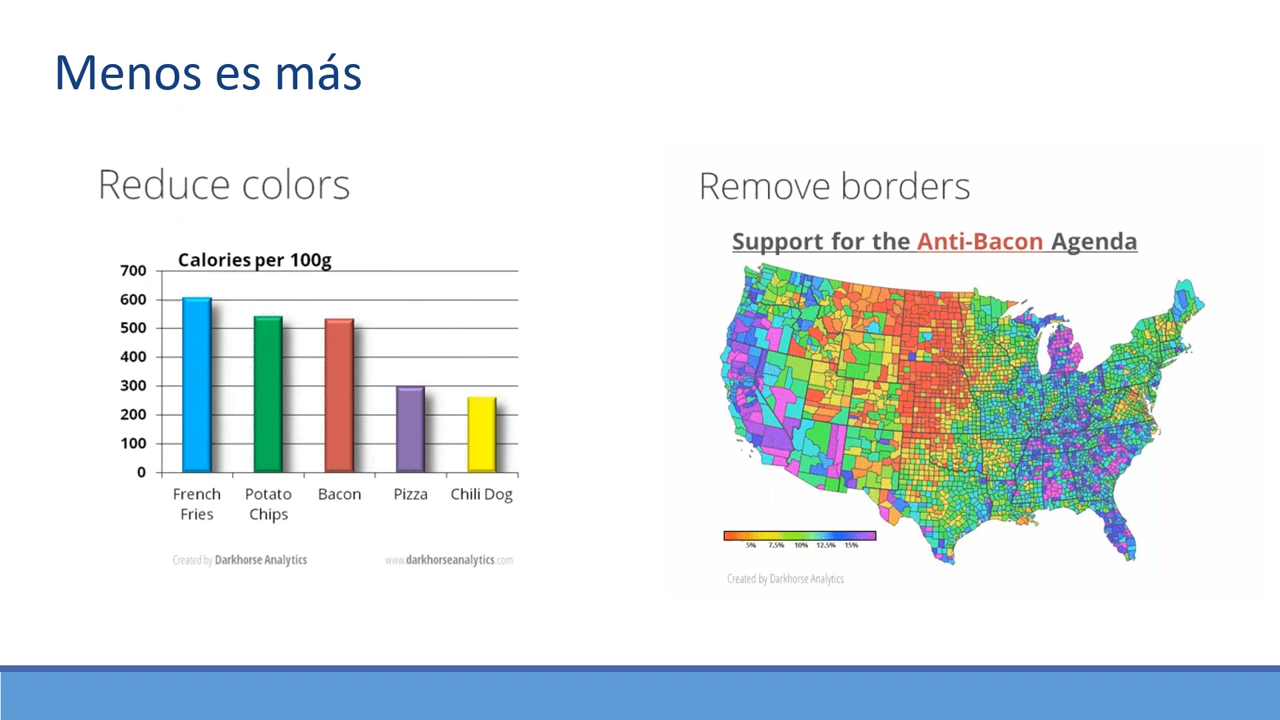 Menos es más
Reduce colors
Calories per 100g
700
600
500
400
300
200
100
0
French Fries
Potato Chips
Bacon
Pizza
Chili Dog
Created by Darkhorse Analytics
www.darkhorseanalytics.com
Remove borders
Support for the Anti-Bacon Agenda
5% 7.5% 10% 12.5% 15%
Created by Darkhorse Analytics